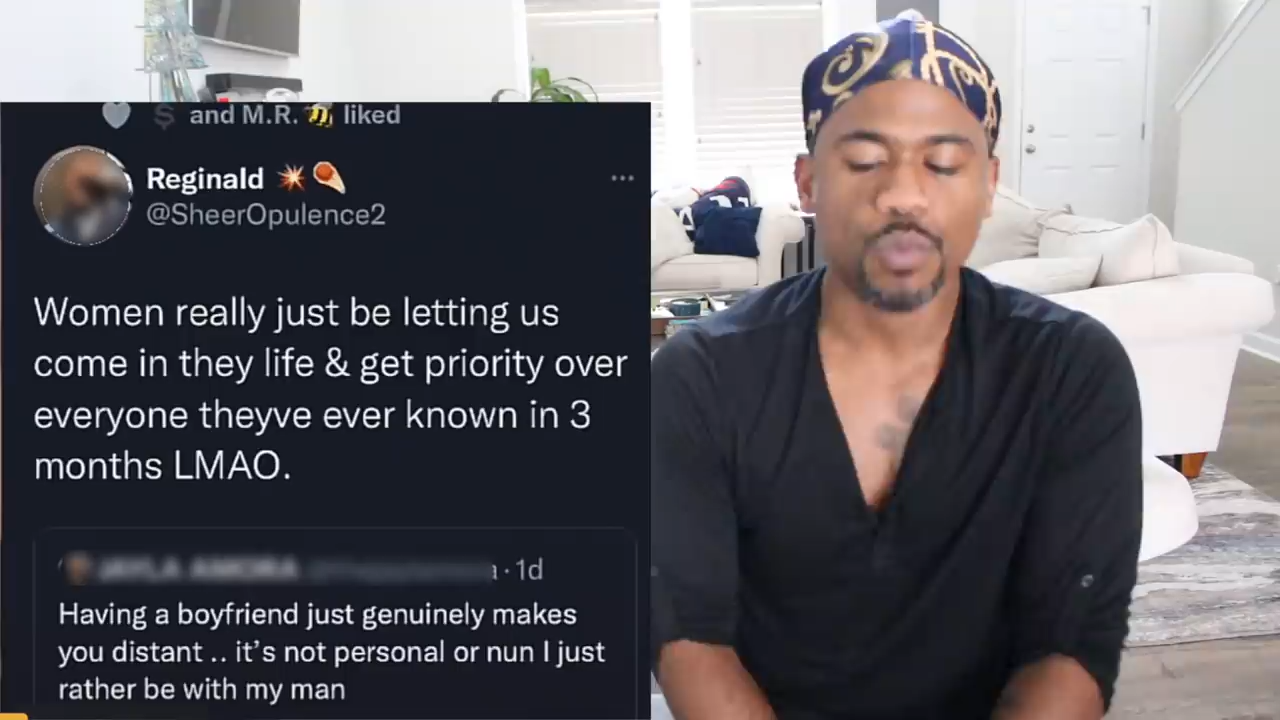 and M.R. 🐝 liked
Reginald 💥☄️
@SheerOpulence2
Women really just be letting us
come in they life & get priority over
everyone theyve ever known in 3
months LMAO.
· 1d
Having a boyfriend just genuinely makes
you distant .. it's not personal or nun I just
rather be with my man